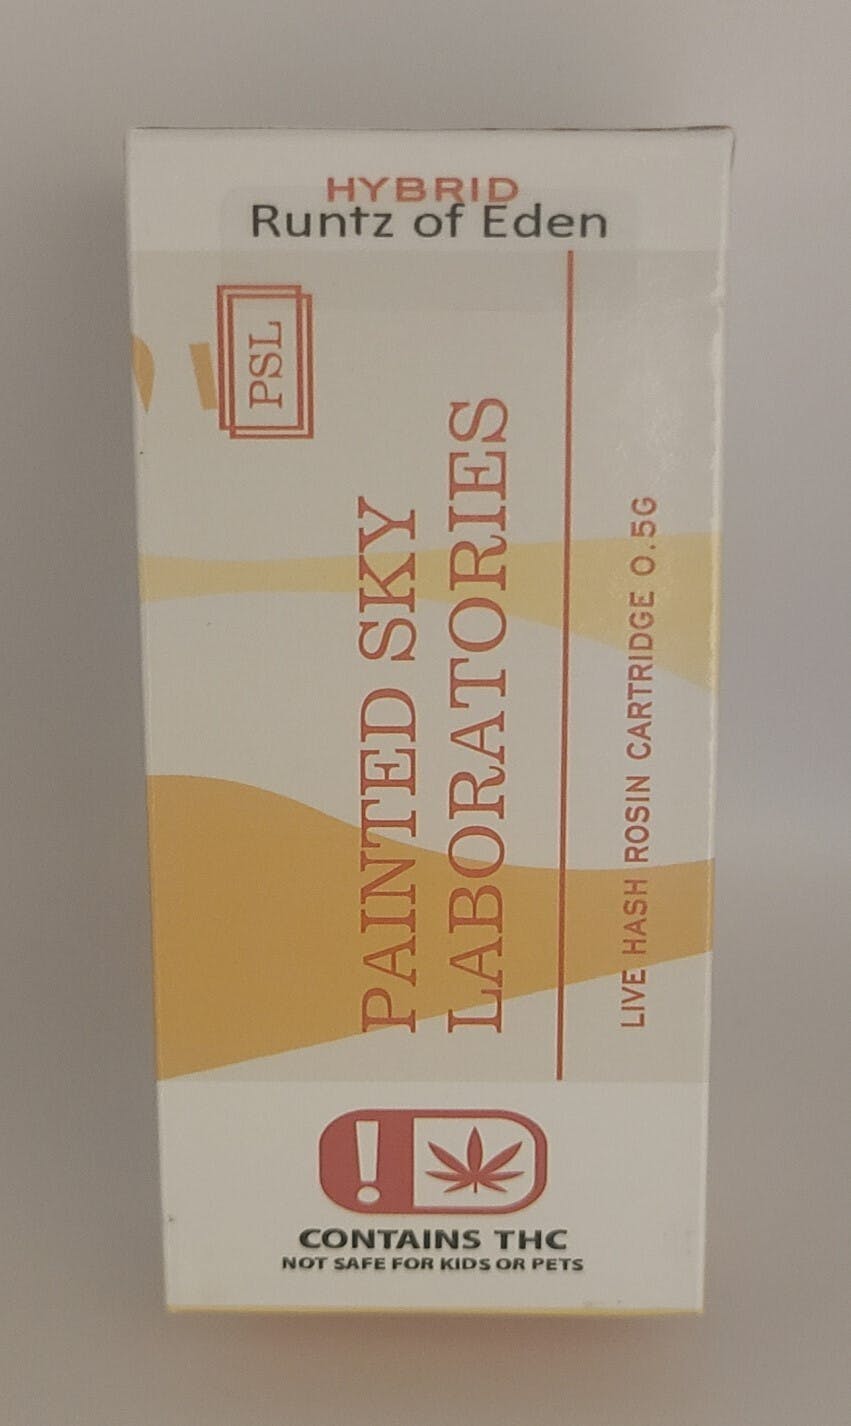 HYBRID
Runtz of Eden
PSL
PAINTED SKY
LABORATORIES
LIVE HASH ROSIN CARTRIDGE 0.5G
!
CONTAINS THC
NOT SAFE FOR KIDS OR PETS